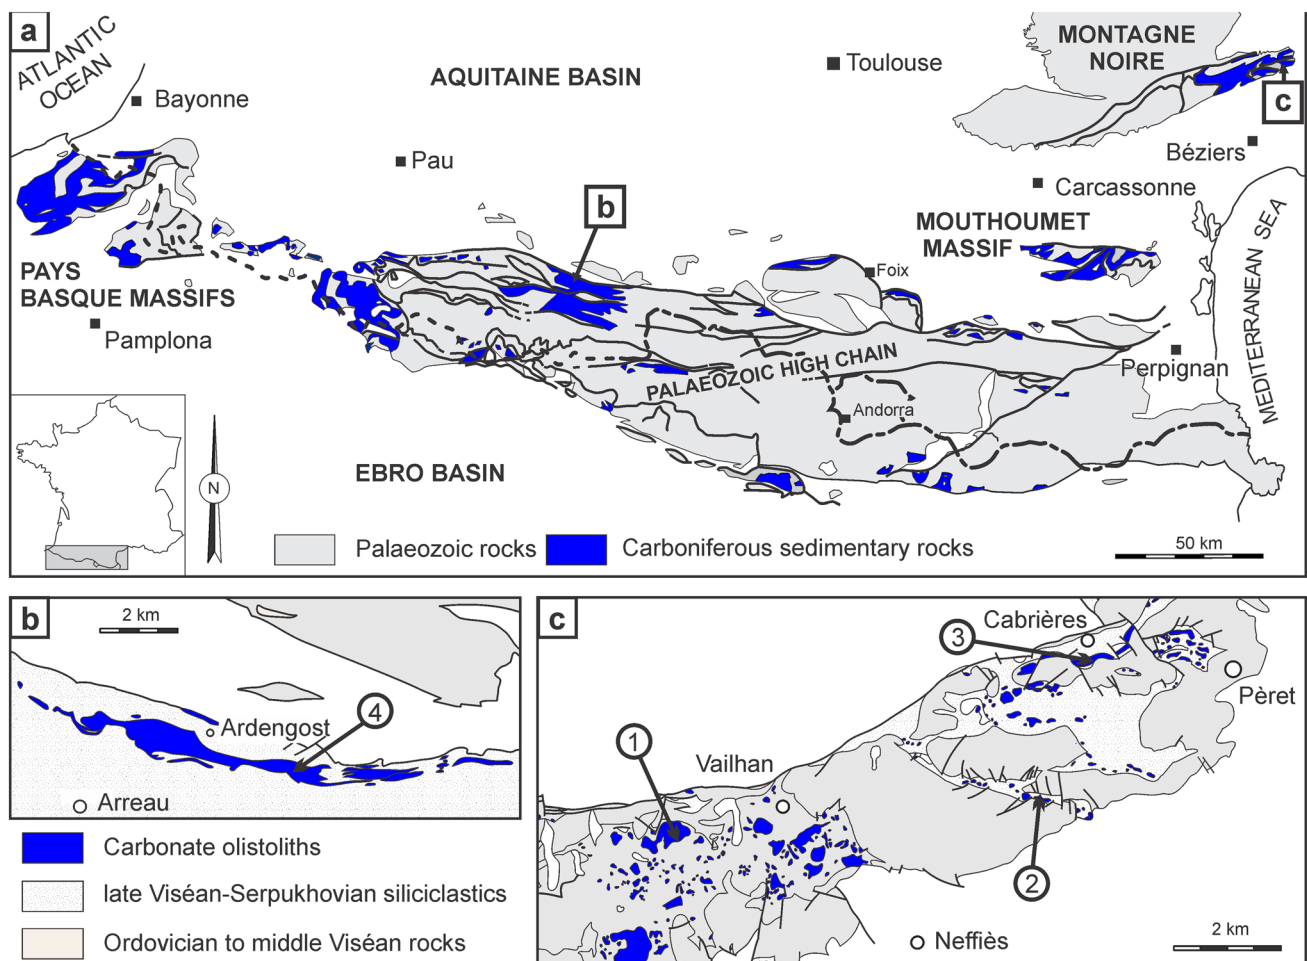 a
ATLANTIC
OCEAN
Bayonne
AQUITAINE BASIN
Toulouse
MONTAGNE
NOIRE
c
Béziers
Pau
Carcassonne
b
MOUTHOUMET
MASSIF
MEDITERRANEAN SEA
PAYS
BASQUE MASSIFS
Pamplona
Foix
PALAEOZOIC HIGH CHAIN
Perpignan
Andorra
EBRO BASIN
N
Palaeozoic rocks
Carboniferous sedimentary rocks
50 km
b
2 km
Ardengost
4
Arreau
Carbonate olistoliths
late Viséan-Serpukhovian siliciclastics
Ordovician to middle Viséan rocks
c
Cabrières
3
Pèret
1
Vailhan
2
Neffiès
2 km